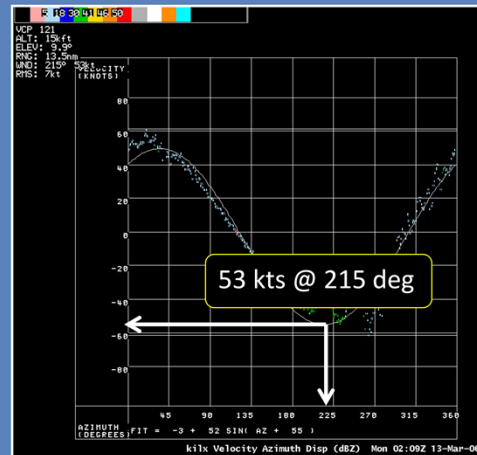 5 18 30 41 46 50
VCP 121
ALT: 15kft
ELEV: 9.9°
RNG: 13.5nm
WND: 215° 53kt
RMS: 7kt
VELOCITY
(KNOTS)
80
60
40
20
0
-20
-40
-60
-80
53 kts @ 215 deg
45 90 135 180 225 270 315 360
AZIMUTH
(DEGREES) FIT = -3 + 52 SIN( AZ + 55 )
kilx Velocity Azimuth Disp (dBZ) Mon 02:09Z 13-Mar-06